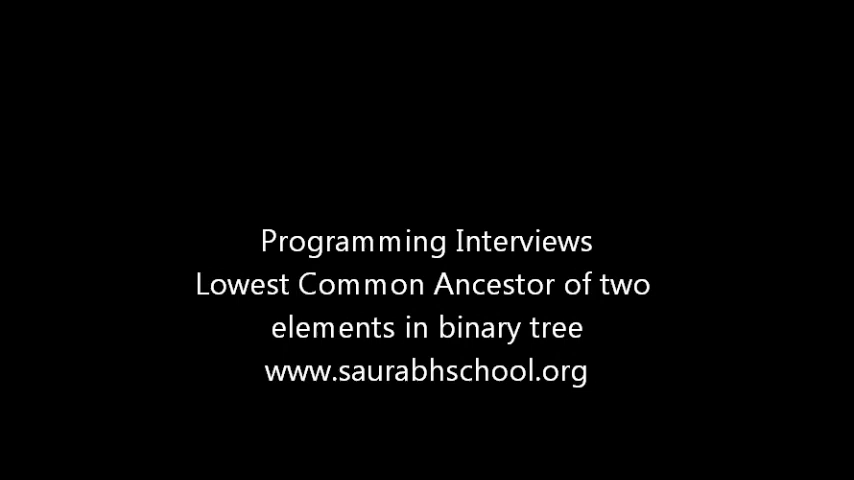 Programming Interviews
Lowest Common Ancestor of two
elements in binary tree
www.saurabhschool.org